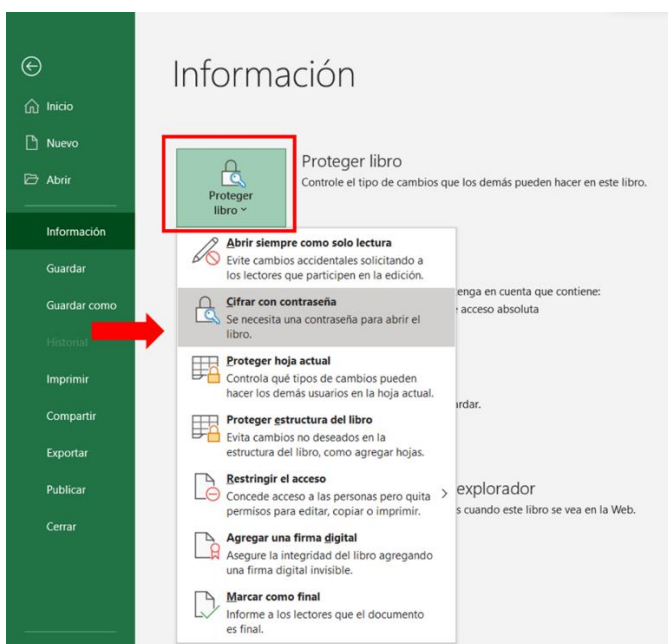 Información
Inicio
Nuevo
Abrir
Información
Guardar
Guardar como
Historial
Imprimir
Compartir
Exportar
Publicar
Cerrar
Proteger
libro
Proteger libro
Controle el tipo de cambios que los demás pueden hacer en este libro.
Abrir siempre como solo lectura
Evite cambios accidentales solicitando a
los lectores que participen en la edición.
Cifrar con contraseña
Se necesita una contraseña para abrir el
libro.
Proteger hoja actual
Controla qué tipos de cambios pueden
hacer los demás usuarios en la hoja actual.
Proteger estructura del libro
Evita cambios no deseados en la
estructura del libro, como agregar hojas.
Restringir el acceso
Concede acceso a las personas pero quita
permisos para editar, copiar o imprimir.
Agregar una firma digital
Asegure la integridad del libro agregando
una firma digital invisible.
Marcar como final
Informe a los lectores que el documento
es final.
enga en cuenta que contiene:
acceso absoluta
rdar.
explorador
s cuando este libro se vea en la Web.